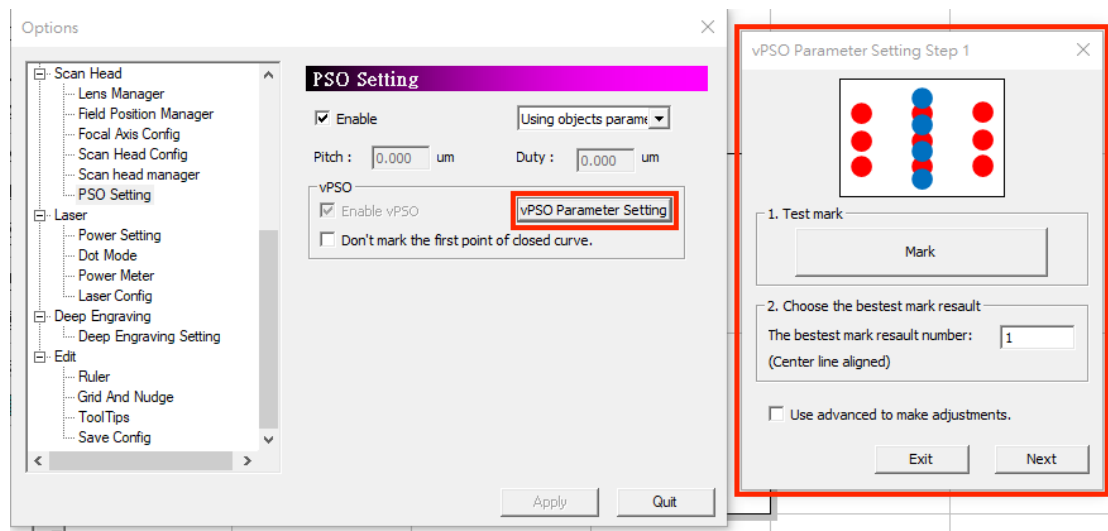 Options
Scan Head
Lens Manager
Field Position Manager
Focal Axis Config
Scan Head Config
Scan head manager
PSO Setting
Laser
Power Setting
Dot Mode
Power Meter
Laser Config
Deep Engraving
Deep Engraving Setting
Edit
Ruler
Grid And Nudge
ToolTips
Save Config
PSO Setting
Enable
Using objects parame
Pitch : 0.000 um Duty : 0.000 um
vPSO
Enable vPSO
vPSO Parameter Setting
Don't mark the first point of closed curve.
Apply Quit
vPSO Parameter Setting Step 1
1. Test mark
Mark
2. Choose the bestest mark resault
The bestest mark resault number: 1
(Center line aligned)
Use advanced to make adjustments.
Exit Next